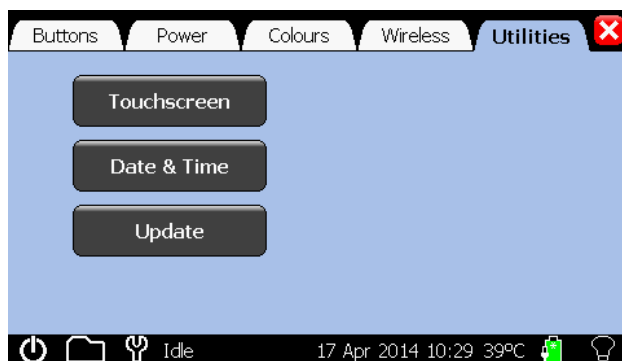 Buttons Power Colours Wireless Utilities
Touchscreen
Date & Time
Update
Idle 17 Apr 2014 10:29 39ºC